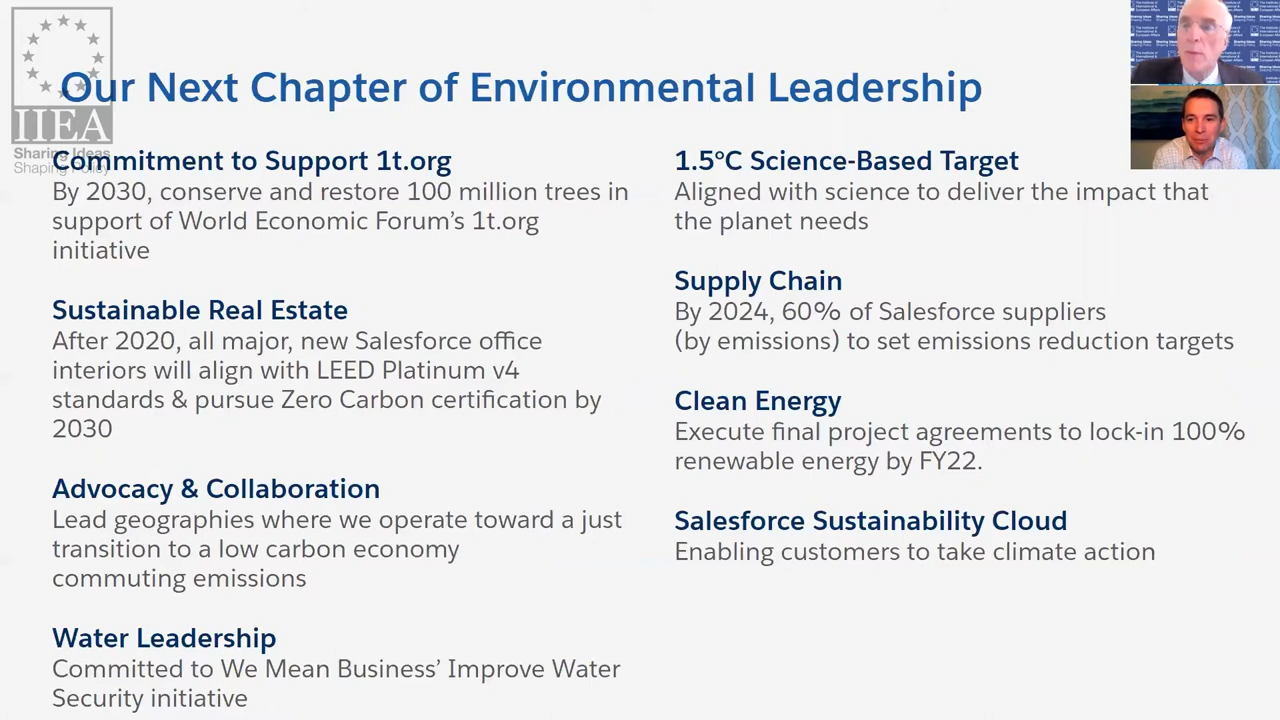 IIEA
Sharing Ideas
Shaping Policy
Our Next Chapter of Environmental Leadership
Commitment to Support 1t.org
By 2030, conserve and restore 100 million trees in
support of World Economic Forum’s 1t.org
initiative
Sustainable Real Estate
After 2020, all major, new Salesforce office
interiors will align with LEED Platinum v4
standards & pursue Zero Carbon certification by
2030
Advocacy & Collaboration
Lead geographies where we operate toward a just
transition to a low carbon economy
commuting emissions
Water Leadership
Committed to We Mean Business’ Improve Water
Security initiative
1.5°C Science-Based Target
Aligned with science to deliver the impact that
the planet needs
Supply Chain
By 2024, 60% of Salesforce suppliers
(by emissions) to set emissions reduction targets
Clean Energy
Execute final project agreements to lock-in 100%
renewable energy by FY22.
Salesforce Sustainability Cloud
Enabling customers to take climate action